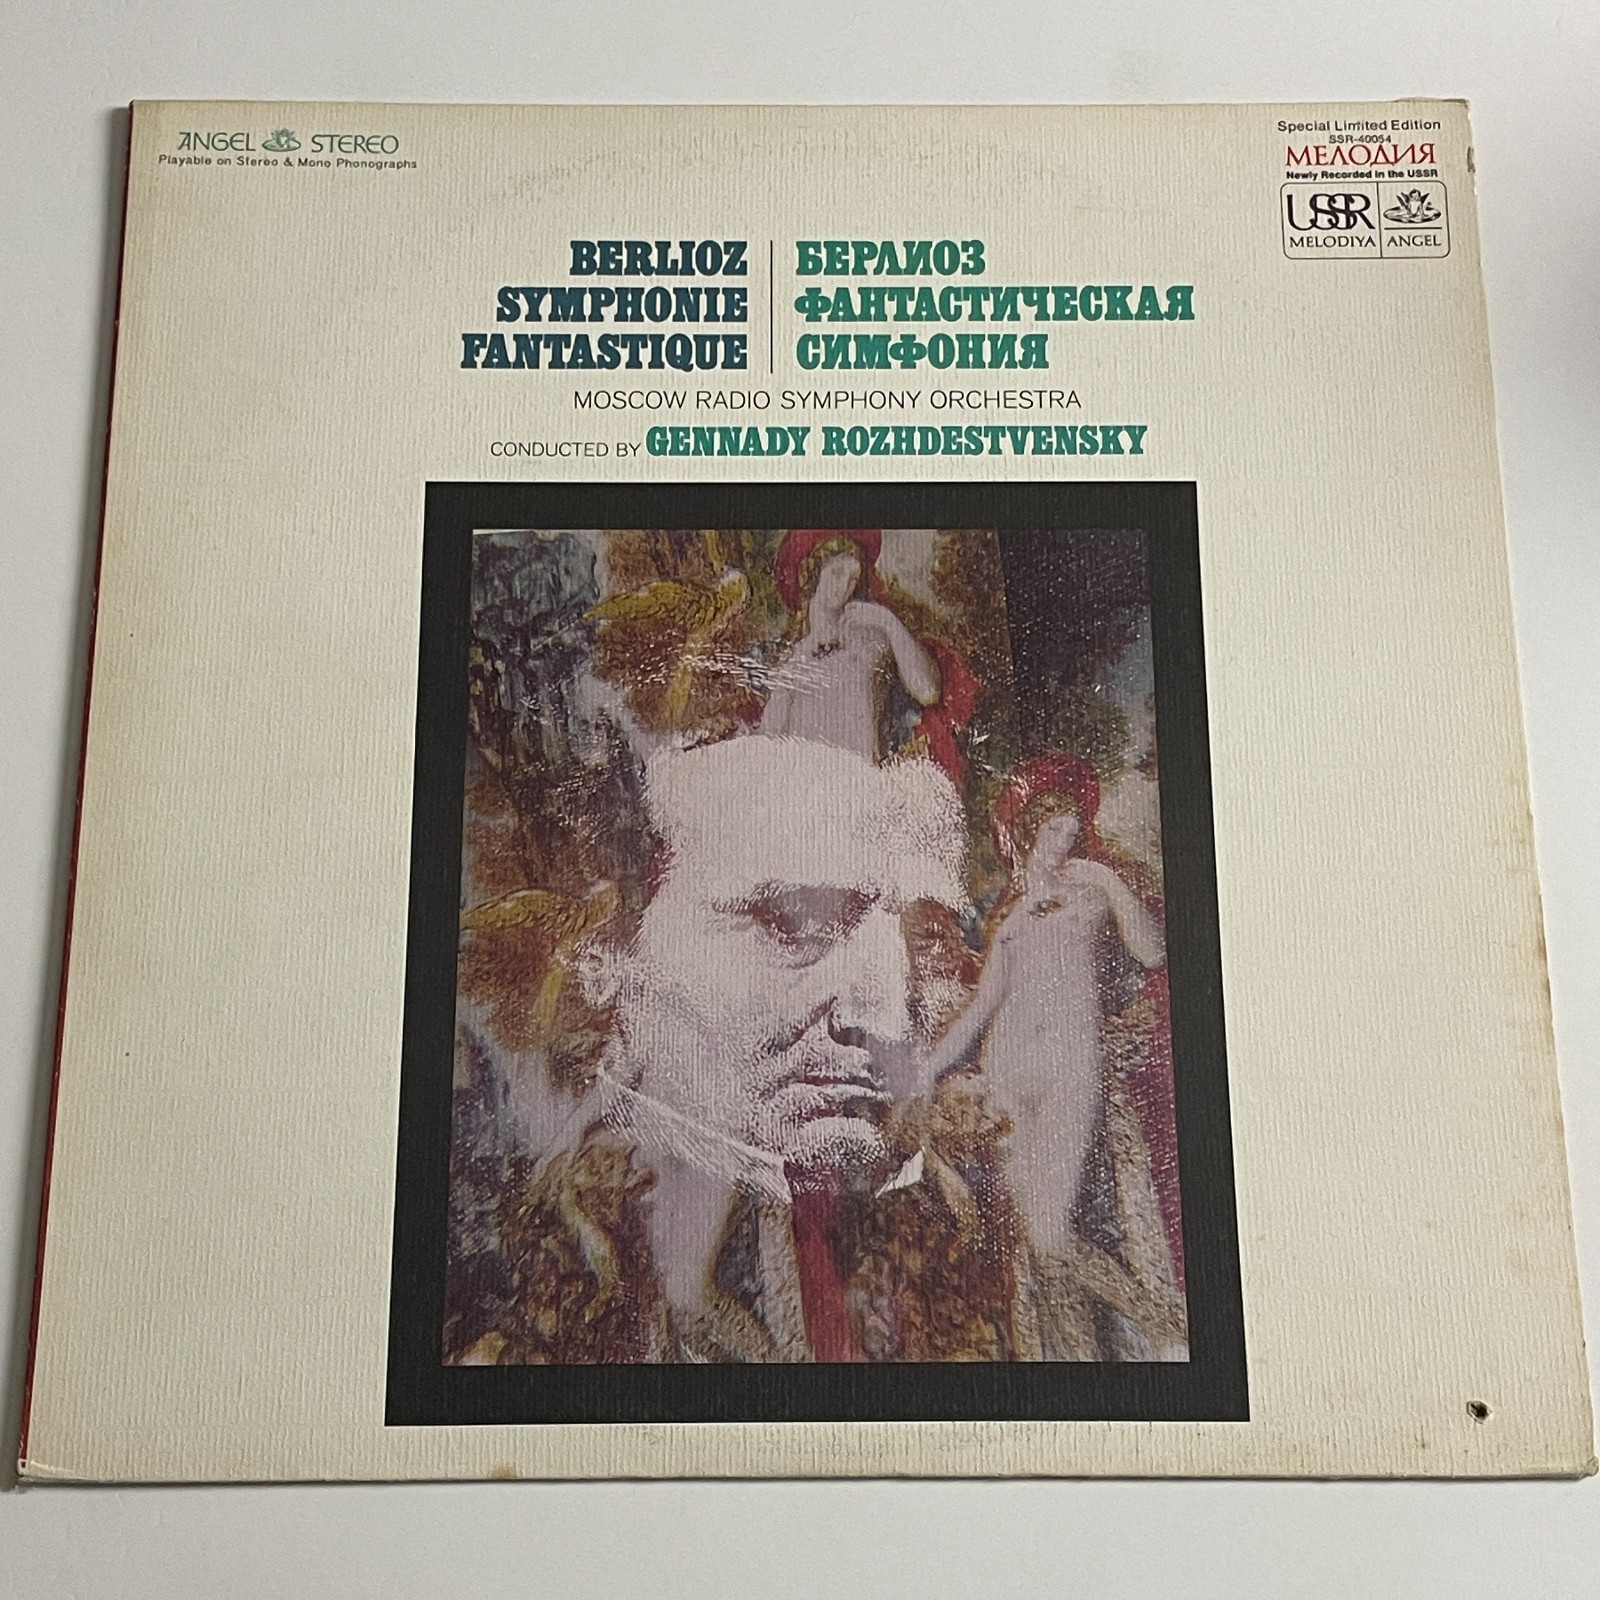 ANGEL STEREO
Playable on Stereo & Mono Phonographs
Special Limited Edition
SSR-40054
МЕЛОДИЯ
Newly Recorded in the USSR
USSR
MELODIYA ANGEL
BERLIOZ
SYMPHONIE
FANTASTIQUE
БЕРЛИОЗ
ФАНТАСТИЧЕСКАЯ
СИМФОНИЯ
MOSCOW RADIO SYMPHONY ORCHESTRA
CONDUCTED BY GENNADY ROZHDESTVENSKY